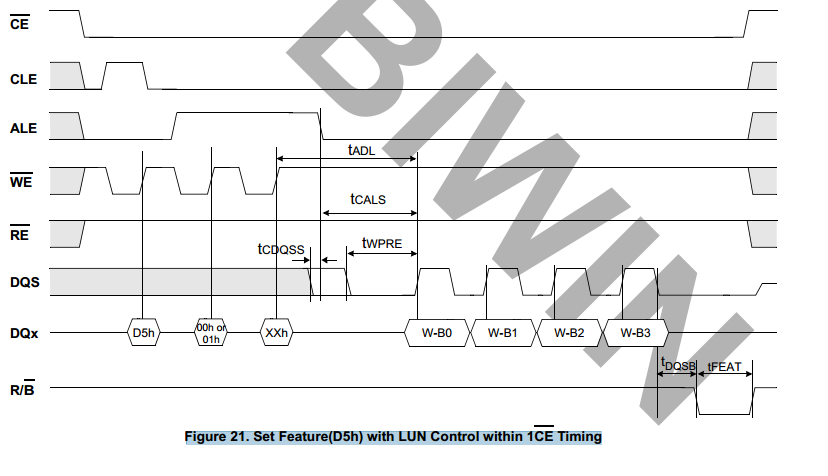 CE
CLE
ALE
tADL
WE
tCALS
RE
tCDQSS
tWPRE
DQS
DQx
D5h
00h or
01h
XXh
W-B0
W-B1
W-B2
W-B3
tDQSB
tFEAT
R/B
BIWIN
Figure 21. Set Feature(D5h) with LUN Control within 1CE Timing